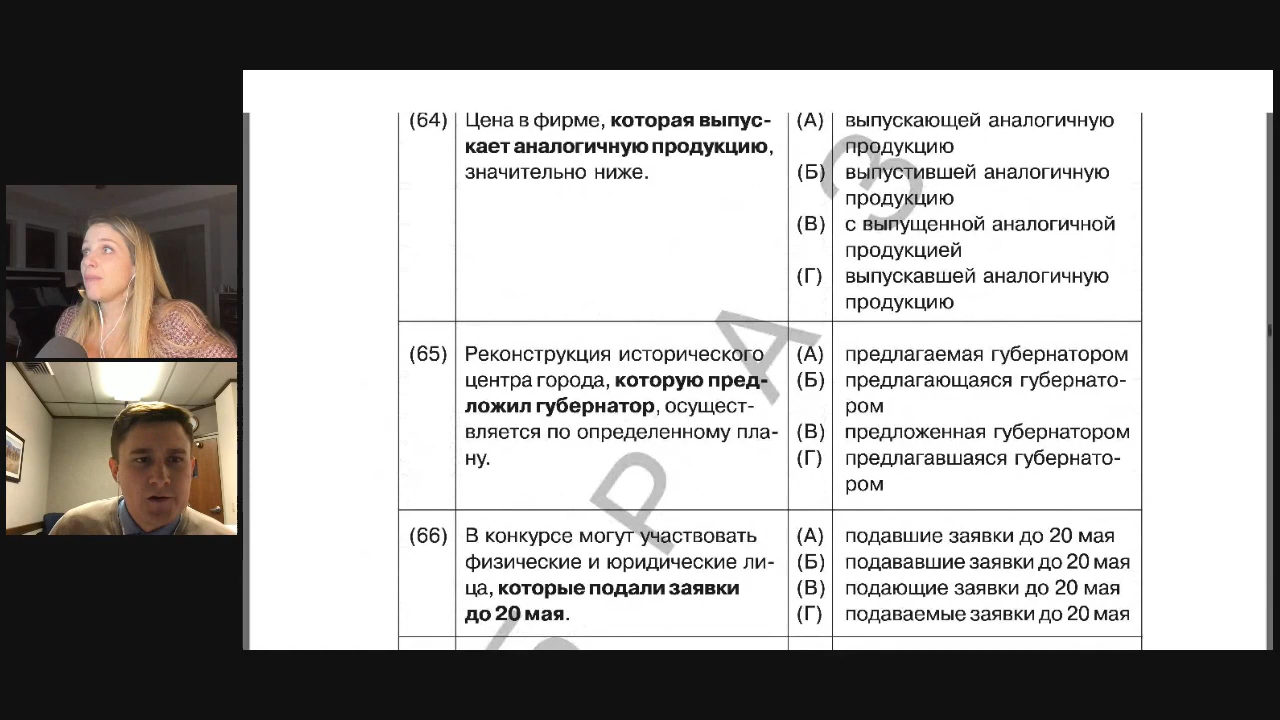 (64) Цена в фирме, которая выпус-
кает аналогичную продукцию,
значительно ниже.
(А) выпускающей аналогичную
продукцию
(Б) выпустившей аналогичную
продукцию
(В) с выпущенной аналогичной
продукцией
(Г) выпускавшей аналогичную
продукцию
(65) Реконструкция исторического
центра города, которую пред-
ложил губернатор, осущест-
вляется по определенному пла-
ну.
(А) предлагаемая губернатором
(Б) предлагающаяся губернато-
ром
(В) предложенная губернатором
(Г) предлагавшаяся губернато-
ром
(66) В конкурсе могут участвовать
физические и юридические ли-
ца, которые подали заявки
до 20 мая.
(А) подавшие заявки до 20 мая
(Б) подававшие заявки до 20 мая
(В) подающие заявки до 20 мая
(Г) подаваемые заявки до 20 мая
РАЗ